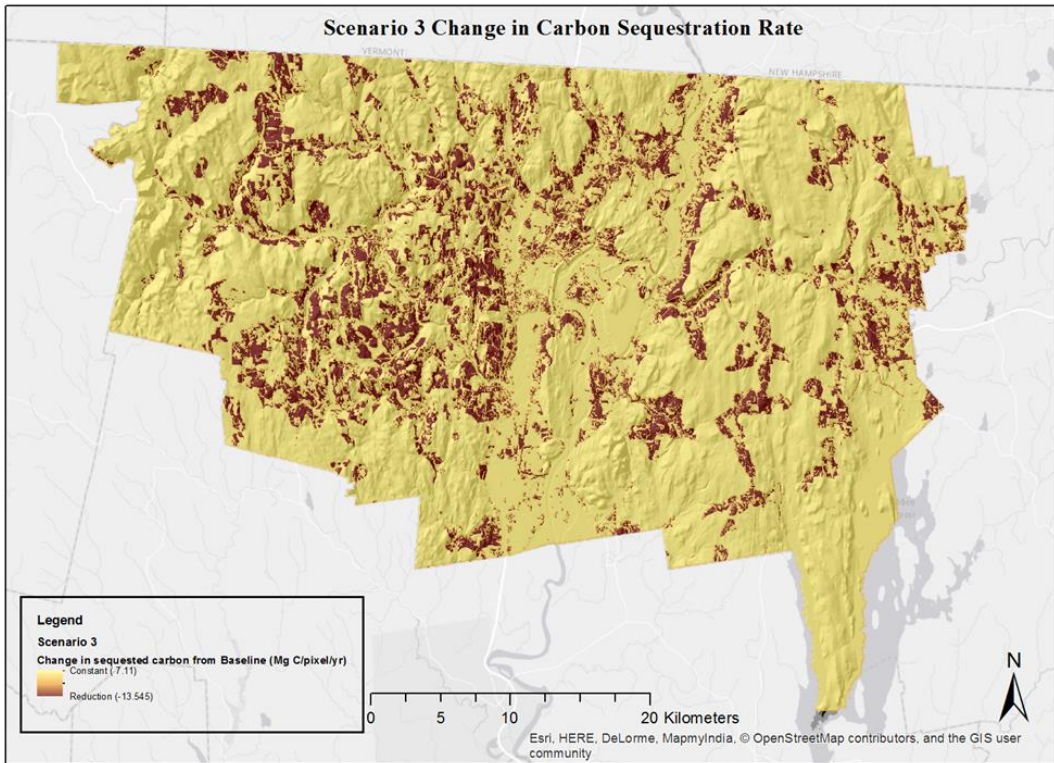 Scenario 3 Change in Carbon Sequestration Rate
VERMONT
NEW HAMPSHIRE
Legend
Scenario 3
Change in sequested carbon from Baseline (Mg C/pixel/yr)
Constant (-7.11)
Reduction (-13.545)
0 5 10 20 Kilometers
N
Esri, HERE, DeLorme, MapmyIndia, © OpenStreetMap contributors, and the GIS user
community